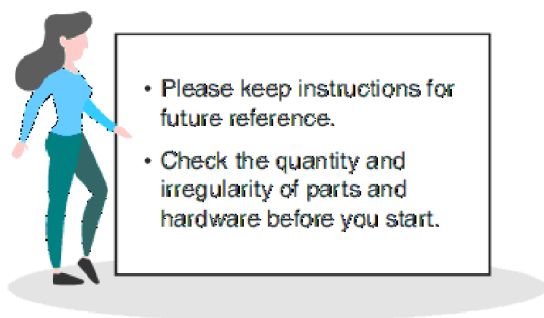 • Please keep instructions for
future reference.
• Check the quantity and
irregularity of parts and
hardware before you start.